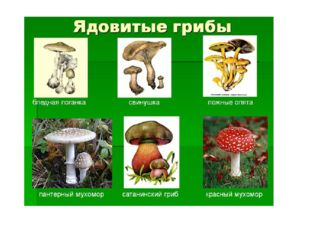 Ядовитые грибы
бледная поганка свинушка ложные опята
пантерный мухомор сатанинский гриб красный мухомор